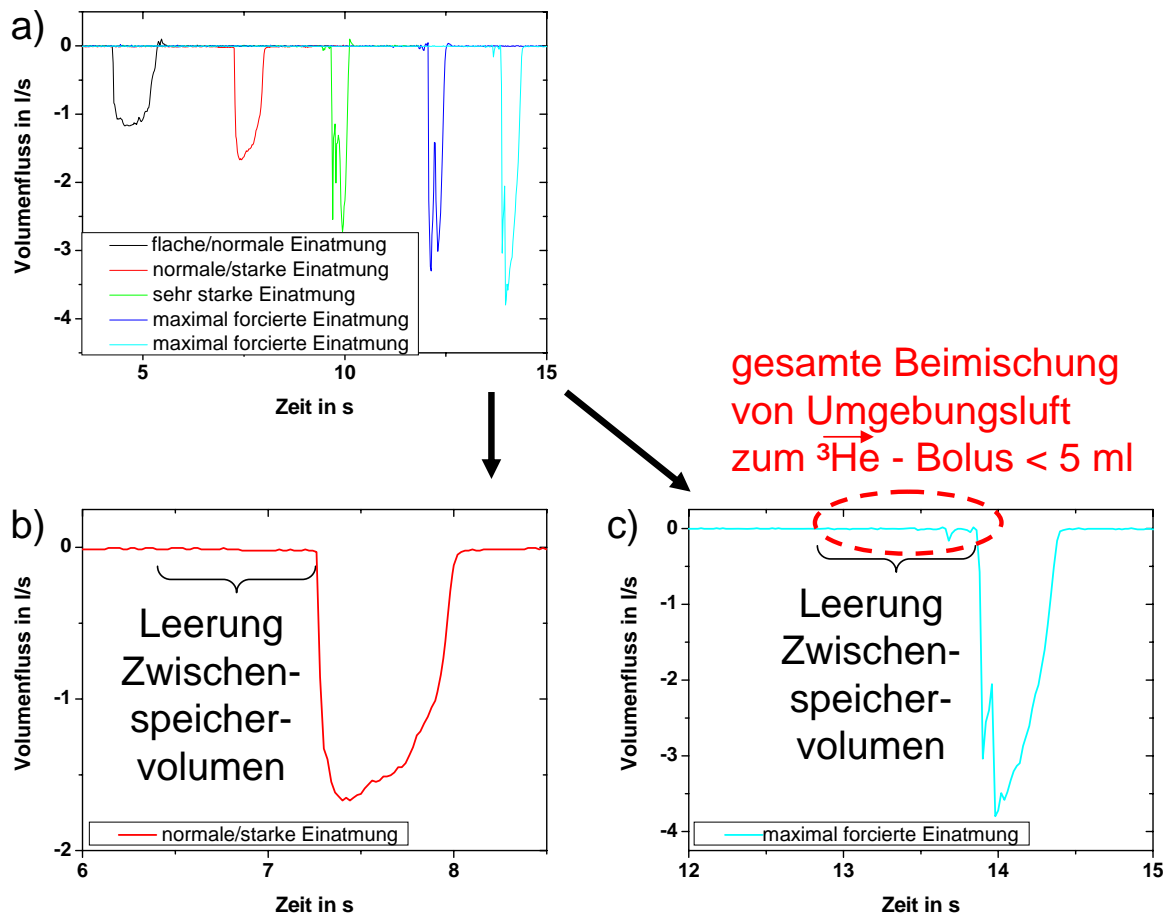 a)
0
-1
-2
-3
-4
Volumenfluss in l/s
flache/normale Einatmung
normale/starke Einatmung
sehr starke Einatmung
maximal forcierte Einatmung
maximal forcierte Einatmung
5 10 15
Zeit in s
gesamte Beimischung
von Umgebungsluft
zum ³He - Bolus < 5 ml
b)
0
-1
-2
Volumenfluss in l/s
Leerung
Zwischen-
speicher-
volumen
normale/starke Einatmung
6 7 8
Zeit in s
c)
0
-1
-2
-3
-4
Volumenfluss in l/s
Leerung
Zwischen-
speicher-
volumen
maximal forcierte Einatmung
12 13 14 15
Zeit in s